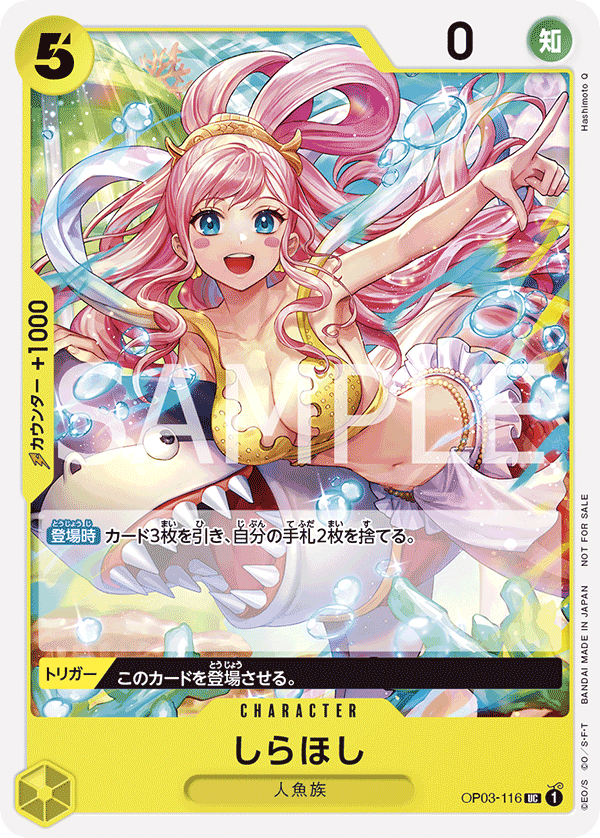 5
0
知
Hashimoto Q
カウンター +1000
SAMPLE
登場時 カード3枚を引き、自分の手札2枚を捨てる。
トリガー このカードを登場させる。
CHARACTER
しらほし
人魚族
OP03-116 UC 1
©E.O/S ©O／S・F・T BANDAI MADE IN JAPAN NOT FOR SALE